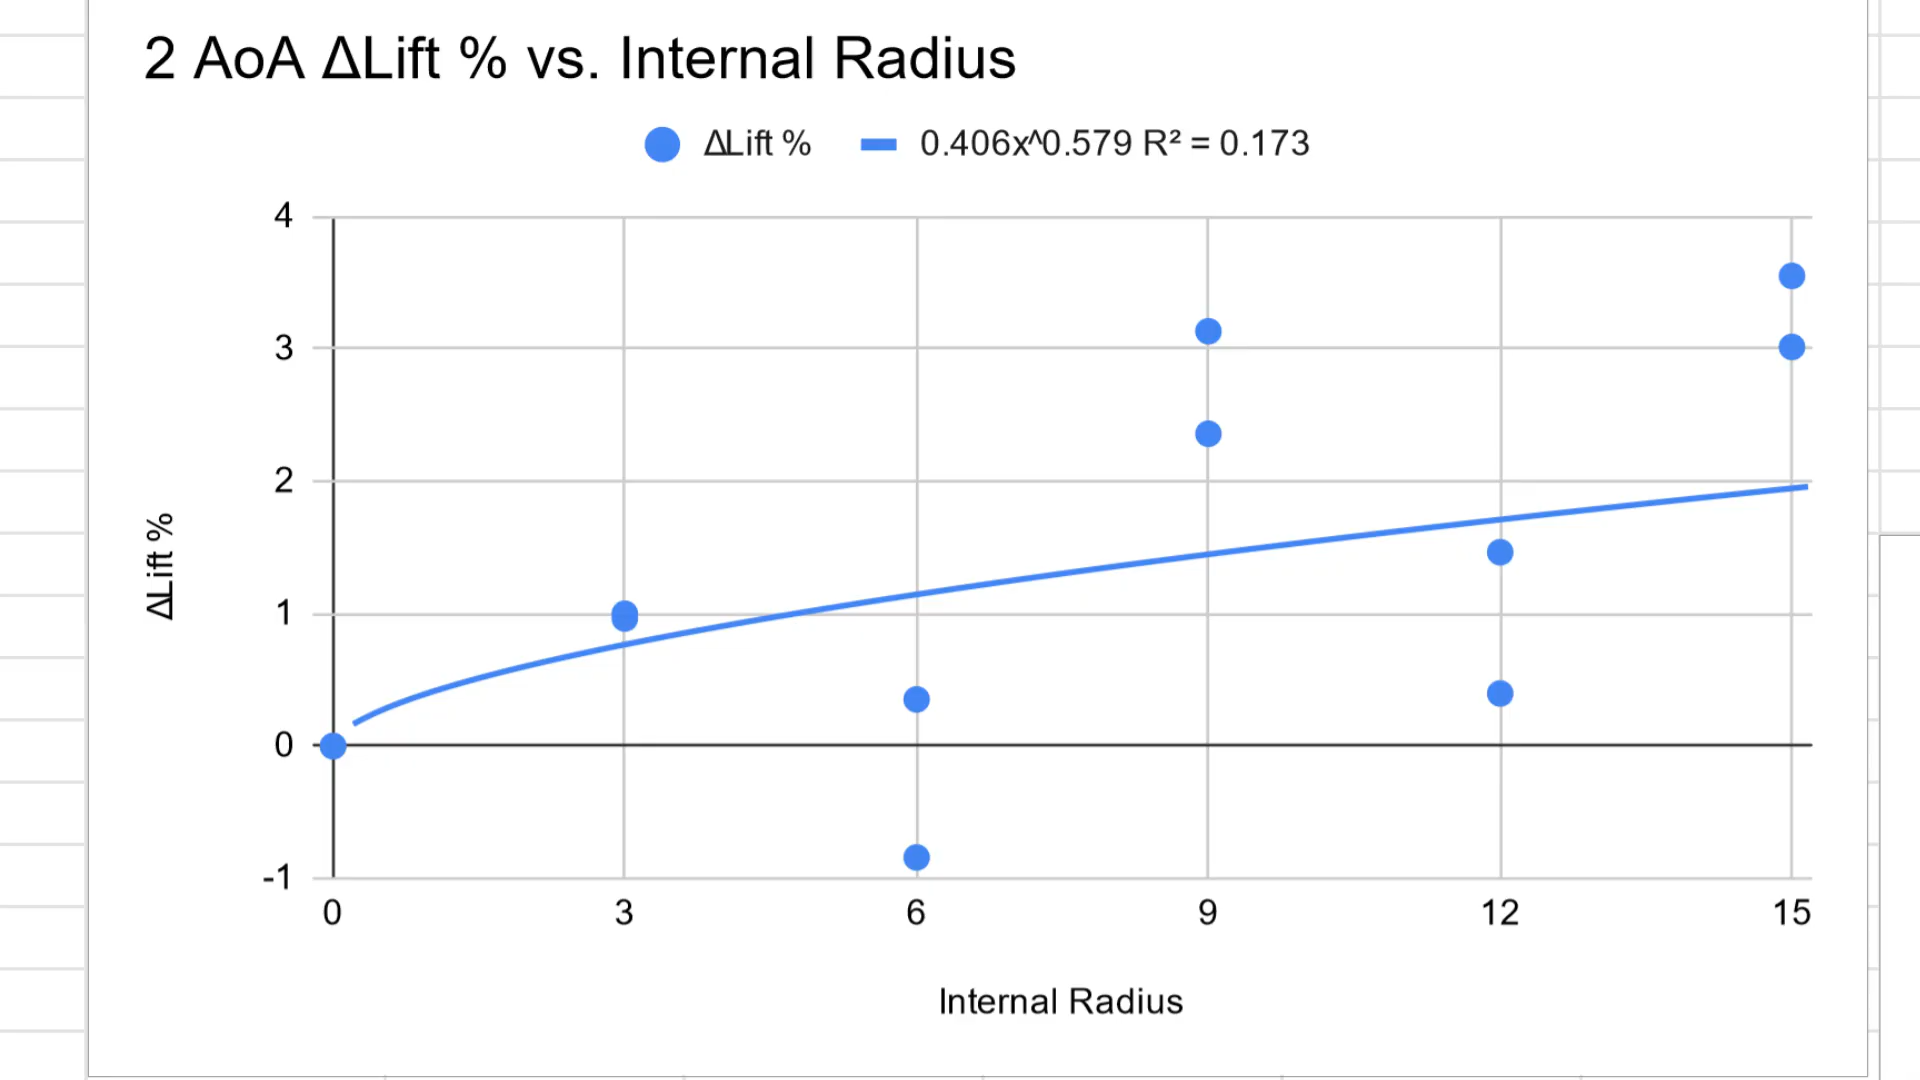 2 AoA ΔLift % vs. Internal Radius
ΔLift % 0.406x^0.579 R² = 0.173
4
3
2
1
0
-1
ΔLift %
0 3 6 9 12 15
Internal Radius